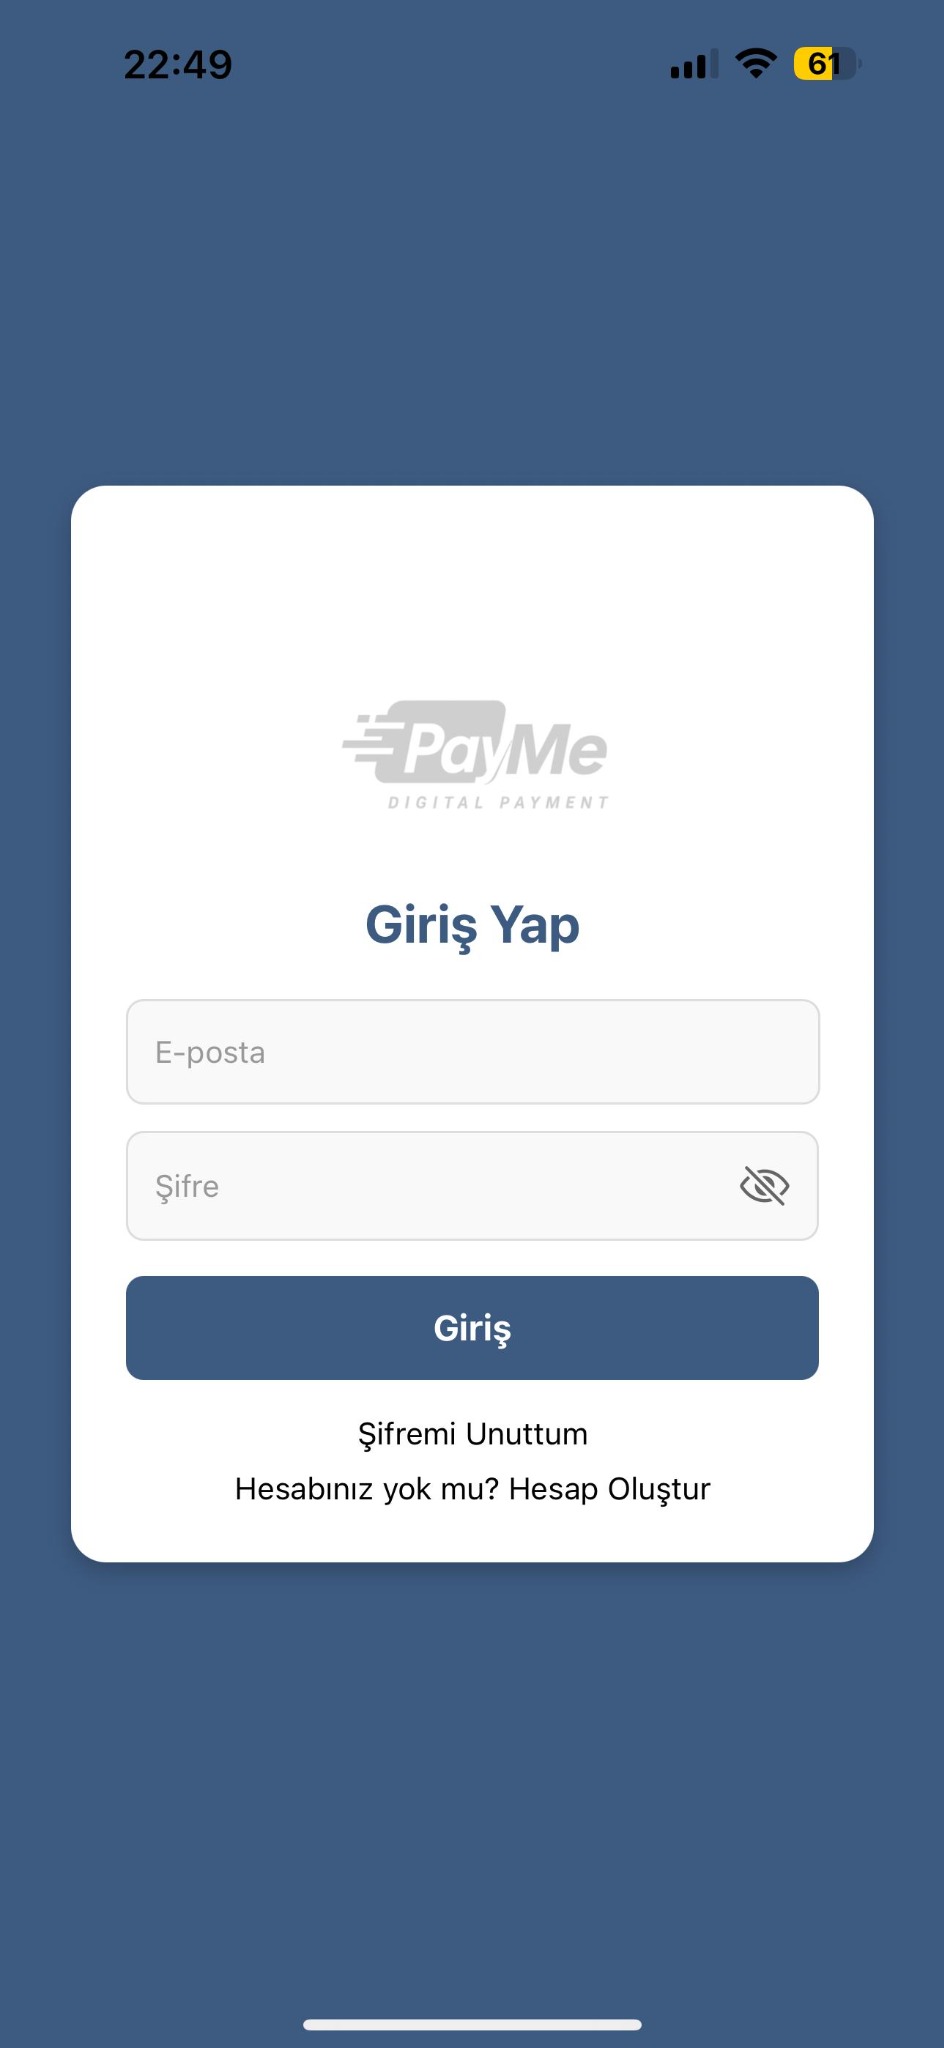 22:49
61
PayMe
DIGITAL PAYMENT
Giriş Yap
E-posta
Şifre
Giriş
Şifremi Unuttum
Hesabınız yok mu? Hesap Oluştur